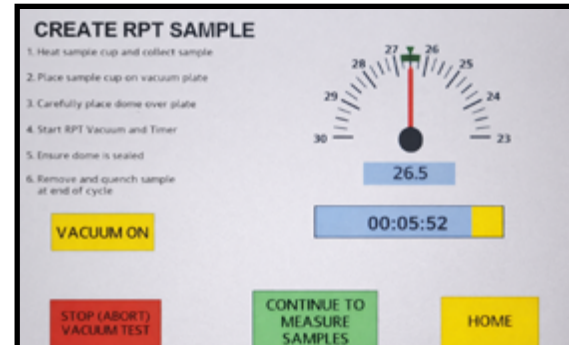 CREATE RPT SAMPLE
1. Heat sample cup and collect sample
2. Place sample cup on vacuum plate
3. Carefully place dome over plate
4. Start RPT Vacuum and Timer
5. Ensure dome is sealed
6. Remove and quench sample
at end of cycle
30
29
28
27
26
25
24
23
26.5
00:05:52
VACUUM ON
STOP (ABORT)
VACUUM TEST
CONTINUE TO
MEASURE
SAMPLES
HOME